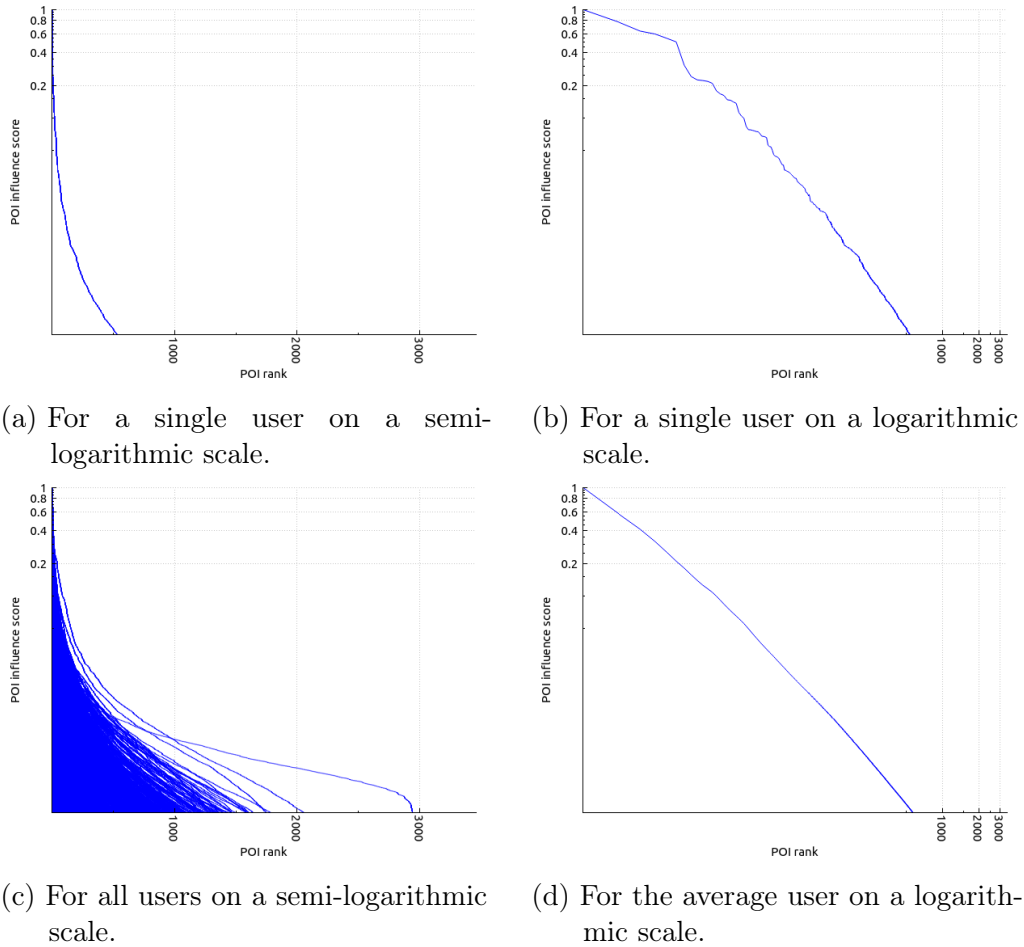 1
0.8
0.6
0.4
0.2
POI influence score
1000
2000
3000
POI rank
(a) For a single user on a semi-
logarithmic scale.
1
0.8
0.6
0.4
0.2
POI influence score
1000
2000
3000
POI rank
(b) For a single user on a logarithmic
scale.
1
0.8
0.6
0.4
0.2
POI influence score
1000
2000
3000
POI rank
(c) For all users on a semi-logarithmic
scale.
1
0.8
0.6
0.4
0.2
POI influence score
1000
2000
3000
POI rank
(d) For the average user on a logarith-
mic scale.